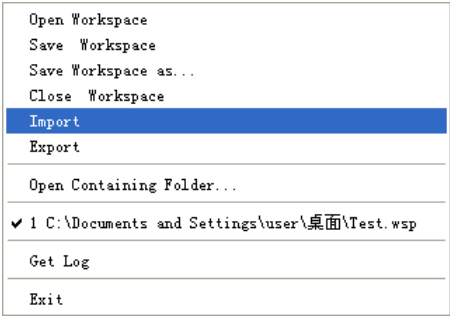 Open Workspace
Save Workspace
Save Workspace as...
Close Workspace
Import
Export
Open Containing Folder...
✔ 1 C:\Documents and Settings\user\桌面\Test.wsp
Get Log
Exit